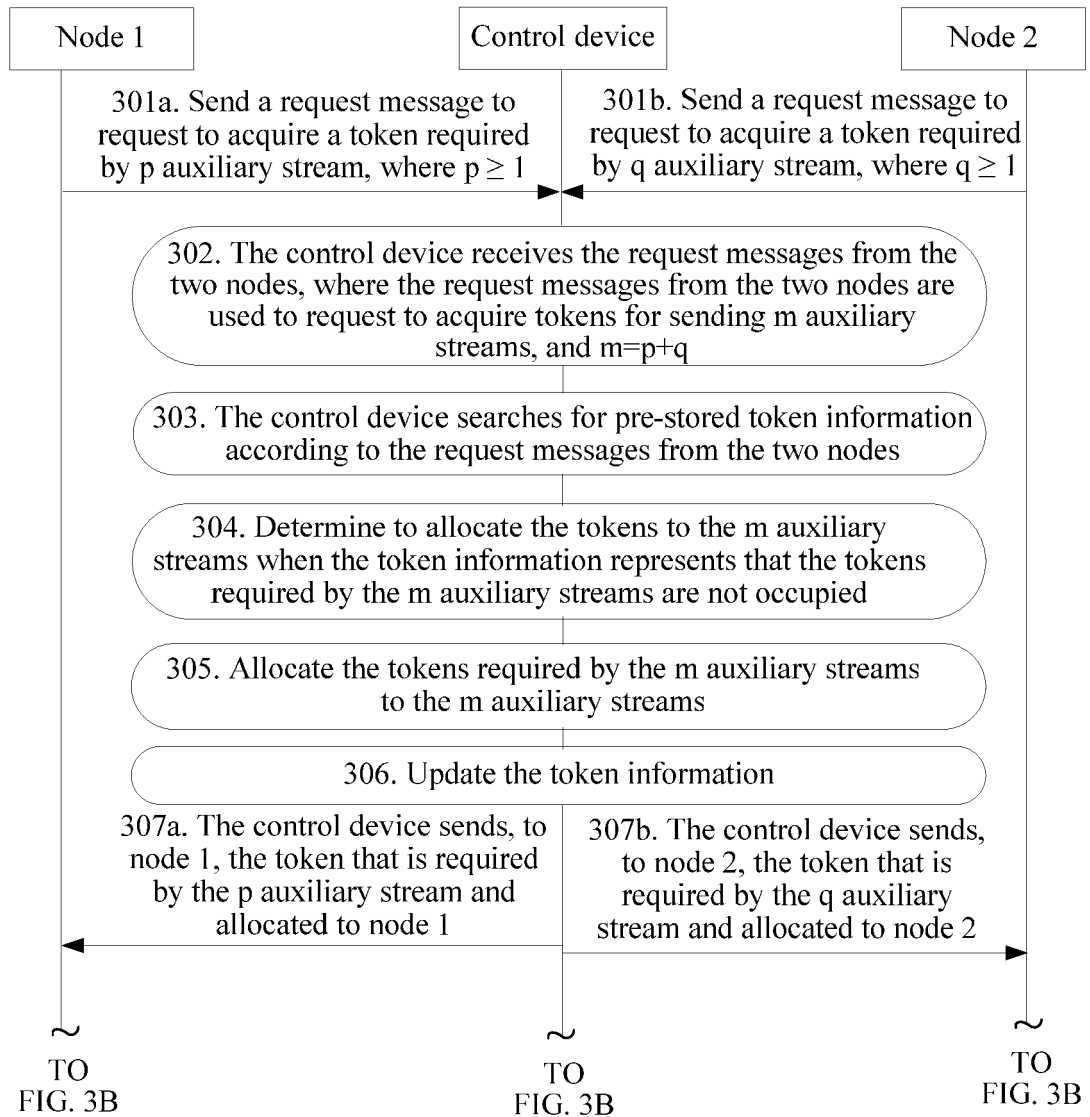 Node 1
Control device
Node 2
301a. Send a request message to
request to acquire a token required
by p auxiliary stream, where p ≥ 1
301b. Send a request message to
request to acquire a token required
by q auxiliary stream, where q ≥ 1
302. The control device receives the request messages from the
two nodes, where the request messages from the two nodes are
used to request to acquire tokens for sending m auxiliary
streams, and m=p+q
303. The control device searches for pre-stored token information
according to the request messages from the two nodes
304. Determine to allocate the tokens to the m auxiliary
streams when the token information represents that the tokens
required by the m auxiliary streams are not occupied
305. Allocate the tokens required by the m auxiliary streams
to the m auxiliary streams
306. Update the token information
307a. The control device sends, to
node 1, the token that is required
by the p auxiliary stream and
allocated to node 1
307b. The control device sends,
to node 2, the token that is
required by the q auxiliary
stream and allocated to node 2
TO
FIG. 3B
TO
FIG. 3B
TO
FIG. 3B